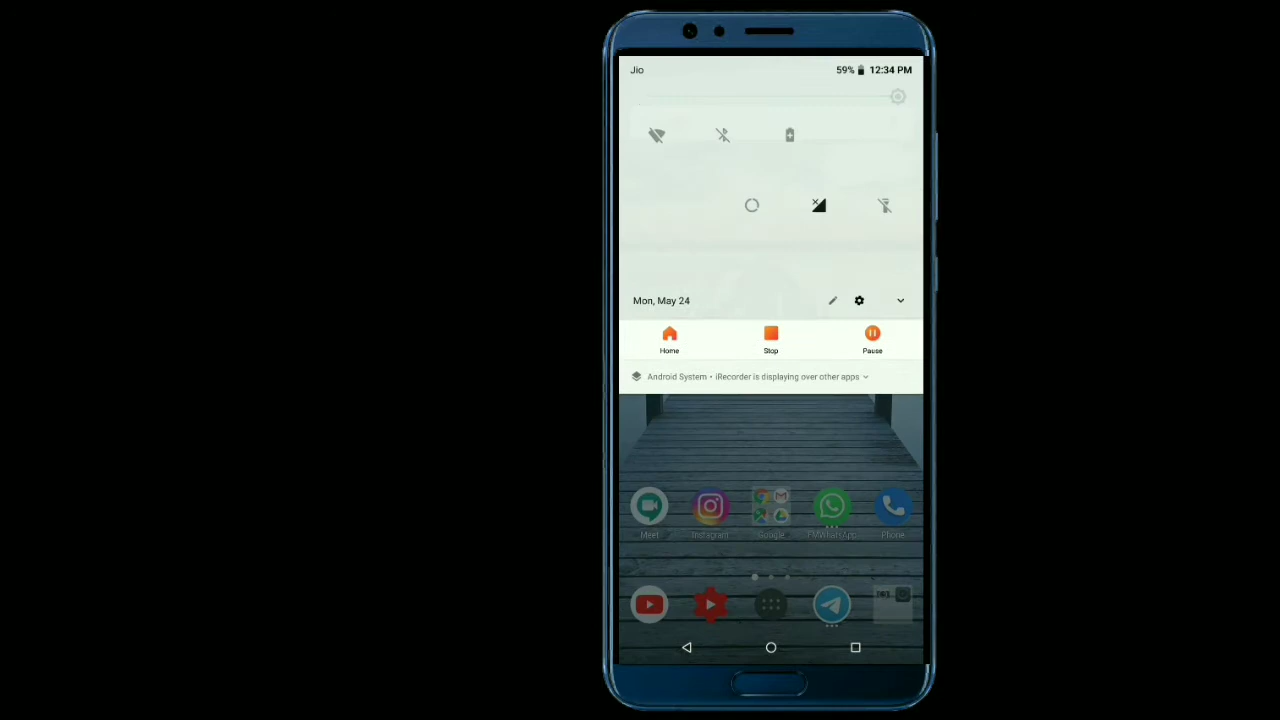 Jio 59% 12:34 PM
Mon, May 24
Home Stop Pause
Android System • iRecorder is displaying over other apps
Meet Instagram Google FMWhatsApp Phone